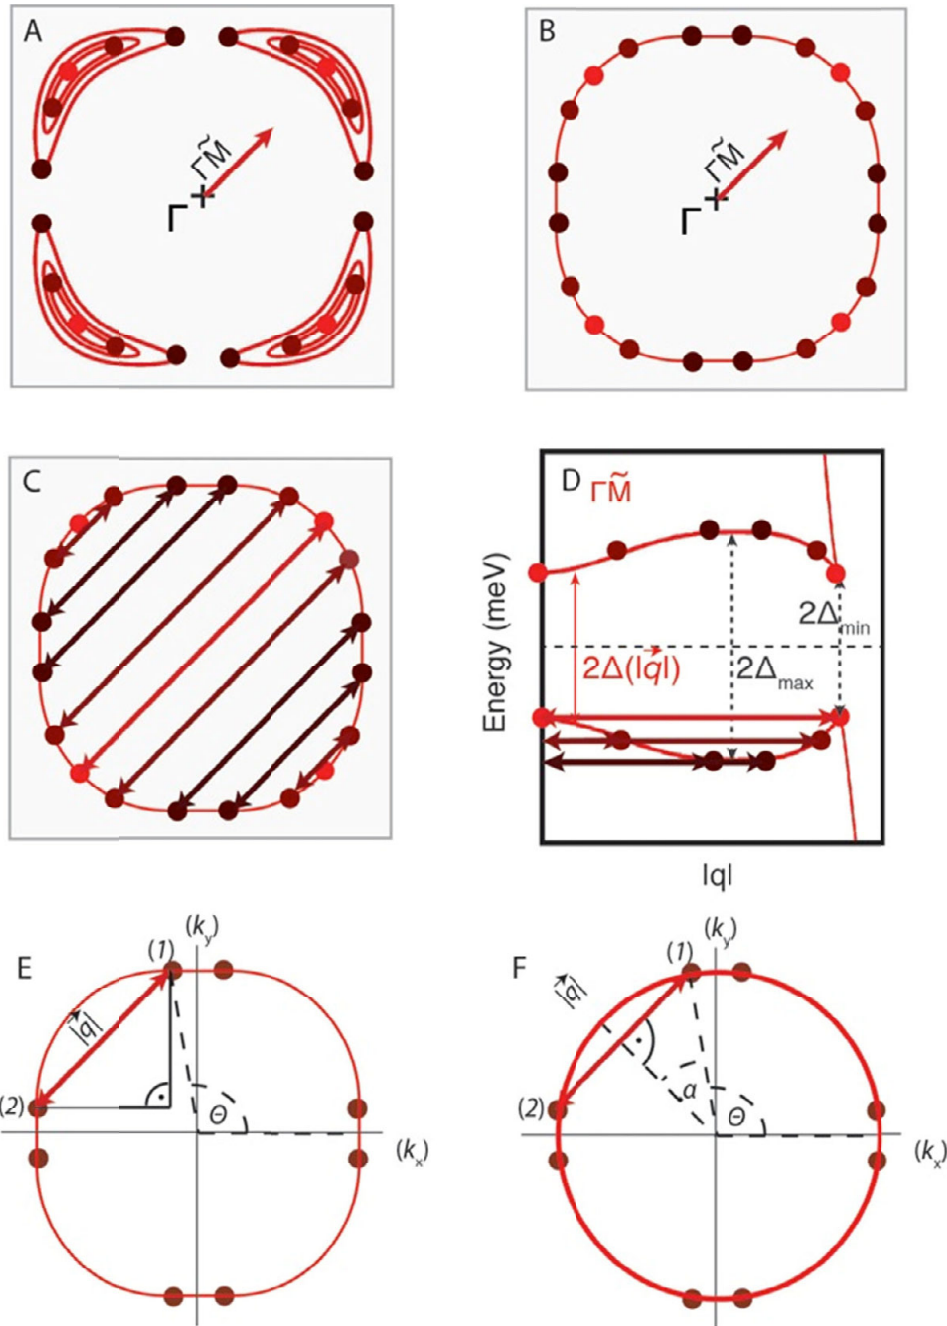 A
ΓM̃
Γ
B
ΓM̃
Γ
C
D
ΓM̃
Energy (meV)
2Δ(|q⃗|)
2Δmax
2Δmin
|q|
E
(1)
(ky)
|q⃗|
(2)
Θ
(kx)
F
(1)
(ky)
|q⃗|
(2)
α
Θ
(kx)